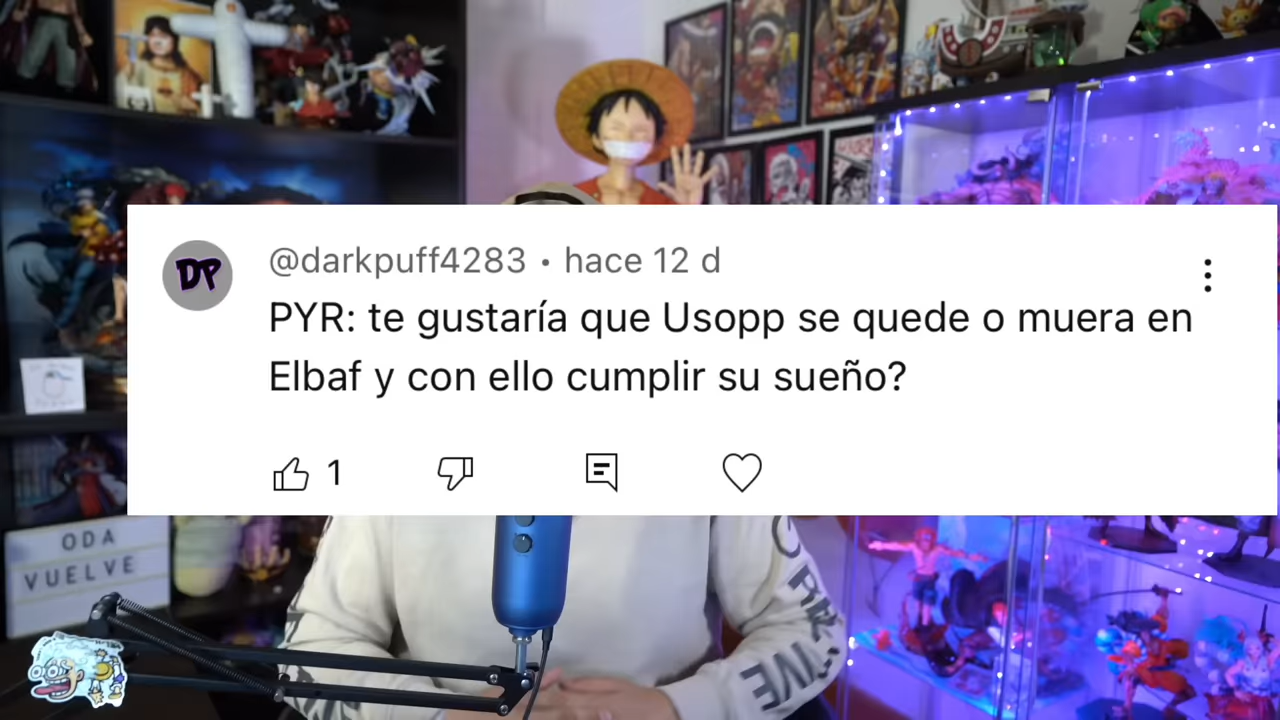 @darkpuff4283 • hace 12 d
DP
PYR: te gustaría que Usopp se quede o muera en
Elbaf y con ello cumplir su sueño?
1
ODA
VUELVE